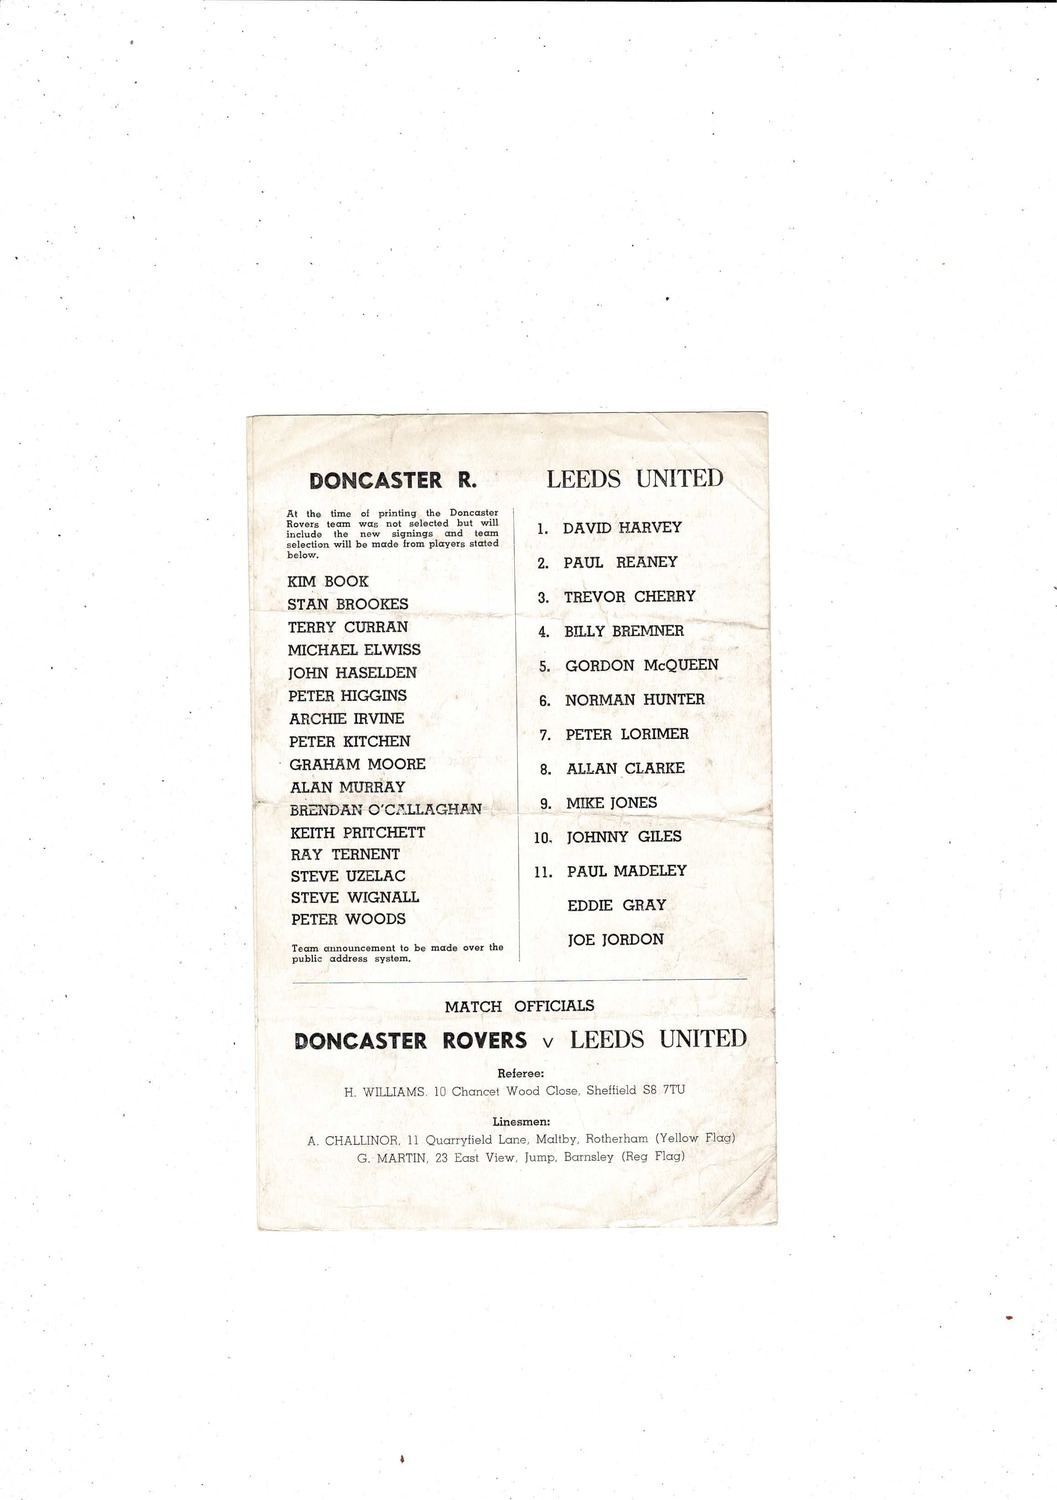 DONCASTER R.
At the time of printing the Doncaster
Rovers team was not selected but will
include the new signings and team
selection will be made from players stated
below.
KIM BOOK
STAN BROOKES
TERRY CURRAN
MICHAEL ELWISS
JOHN HASELDEN
PETER HIGGINS
ARCHIE IRVINE
PETER KITCHEN
GRAHAM MOORE
ALAN MURRAY
BRENDAN O'CALLAGHAN
KEITH PRITCHETT
RAY TERNENT
STEVE UZELAC
STEVE WIGNALL
PETER WOODS
Team announcement to be made over the
public address system.
LEEDS UNITED
1. DAVID HARVEY
2. PAUL REANEY
3. TREVOR CHERRY
4. BILLY BREMNER
5. GORDON McQUEEN
6. NORMAN HUNTER
7. PETER LORIMER
8. ALLAN CLARKE
9. MIKE JONES
10. JOHNNY GILES
11. PAUL MADELEY
EDDIE GRAY
JOE JORDON
MATCH OFFICIALS
DONCASTER ROVERS v LEEDS UNITED
Referee:
H. WILLIAMS. 10 Chancet Wood Close, Sheffield S8 7TU
Linesmen:
A. CHALLINOR, 11 Quarryfield Lane, Maltby, Rotherham (Yellow Flag)
G. MARTIN, 23 East View, Jump, Barnsley (Reg Flag)